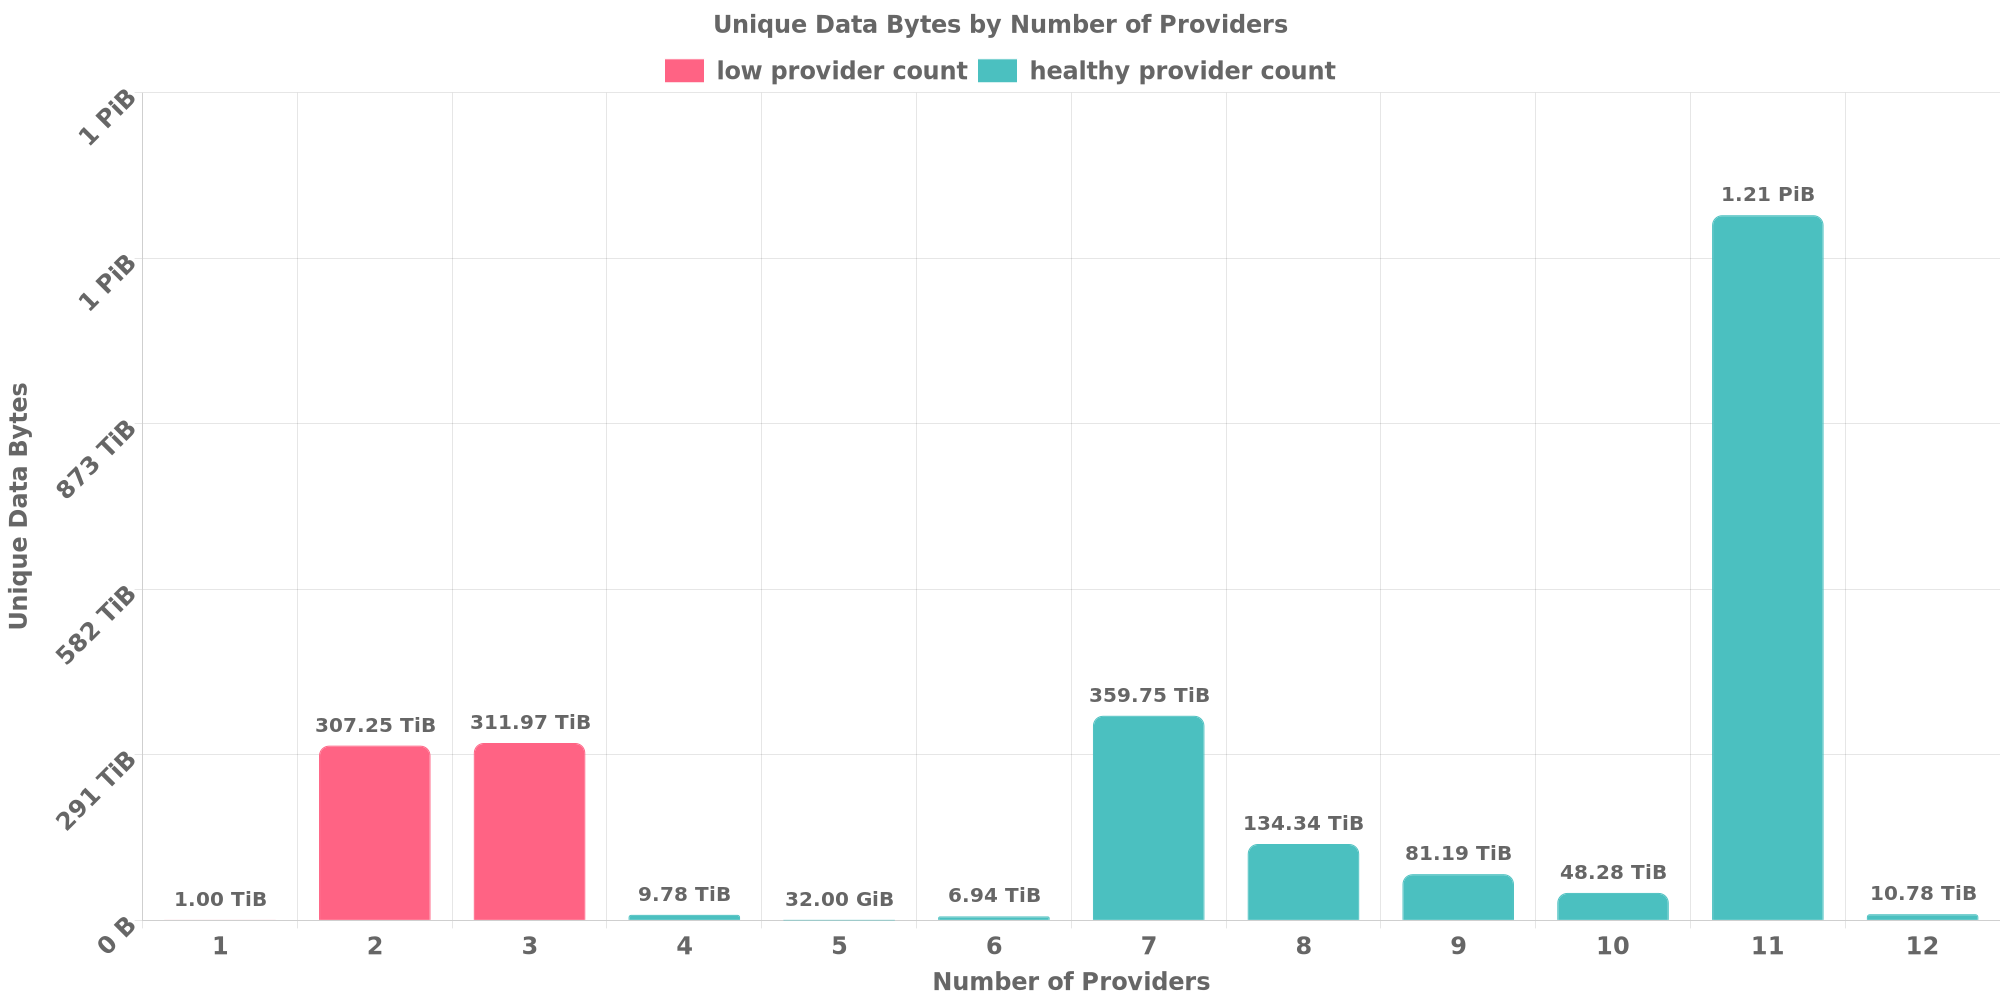 Unique Data Bytes by Number of Providers
low provider count healthy provider count
1 PiB
1 PiB
873 TiB
582 TiB
291 TiB
0 B
Unique Data Bytes
1.00 TiB
307.25 TiB
311.97 TiB
9.78 TiB
32.00 GiB
6.94 TiB
359.75 TiB
134.34 TiB
81.19 TiB
48.28 TiB
1.21 PiB
10.78 TiB
1 2 3 4 5 6 7 8 9 10 11 12
Number of Providers